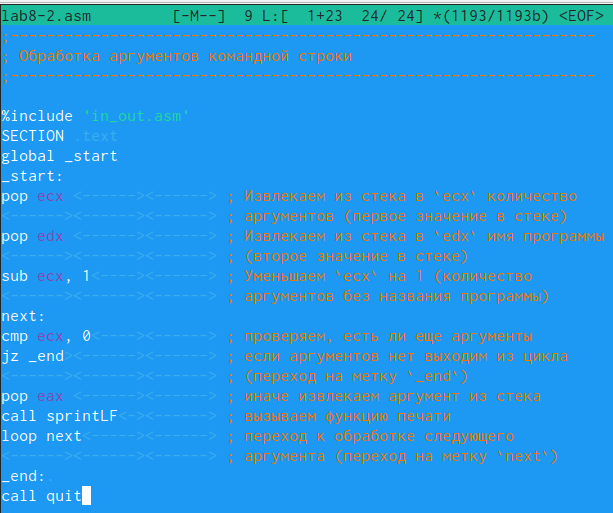 lab8-2.asm [-M--] 9 L:[ 1+23 24/ 24] *(1193/1193b) <EOF>
;-----------------------------------------------------------------
; Обработка аргументов командной строки
;-----------------------------------------------------------------
%include 'in_out.asm'
SECTION .text
global _start
_start:
pop ecx <------><------> ; Извлекаем из стека в `ecx` количество
<------><------><------> ; аргументов (первое значение в стеке)
pop edx <------><------> ; Извлекаем из стека в `edx` имя программы
<------><------><------> ; (второе значение в стеке)
sub ecx, 1<----><------> ; Уменьшаем `ecx` на 1 (количество
<------><------><------> ; аргументов без названия программы)
next:
cmp ecx, 0<----><------> ; проверяем, есть ли еще аргументы
jz _end><------><------> ; если аргументов нет выходим из цикла
<------><------><------> ; (переход на метку `_end`)
pop eax <------><------> ; иначе извлекаем аргумент из стека
call sprintLF<-><------> ; вызываем функцию печати
loop next<-----><------> ; переход к обработке следующего
<------><------><------> ; аргумента (переход на метку `next`)
_end:
call quit